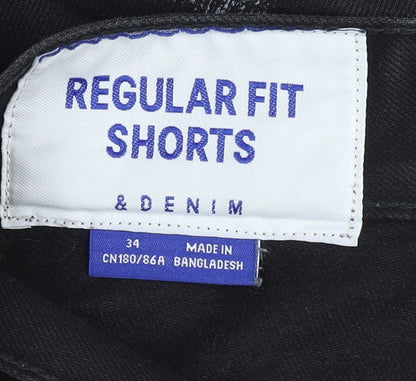 REGULAR FIT
SHORTS
& DENIM
34 MADE IN
CN180/86A BANGLADESH